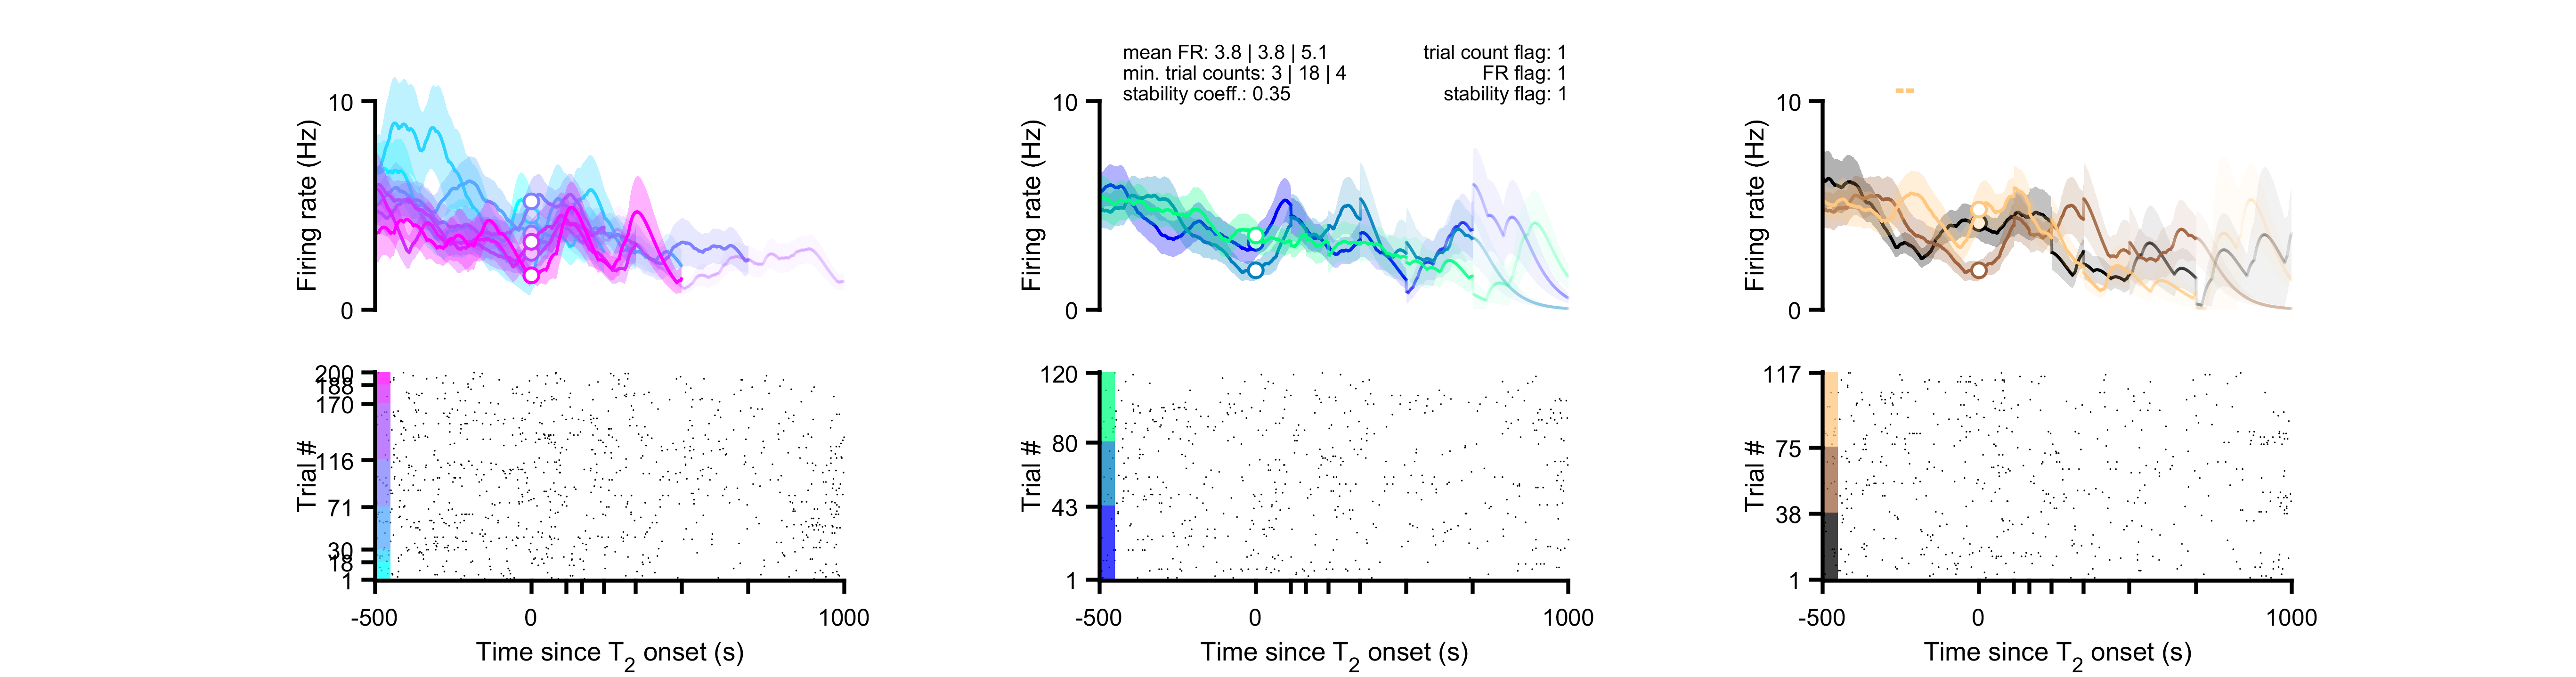 mean FR: 3.8 | 3.8 | 5.1
min. trial counts: 3 | 18 | 4
stability coeff.: 0.35
trial count flag: 1
FR flag: 1
stability flag: 1
Firing rate (Hz)
10
0
Firing rate (Hz)
10
0
Firing rate (Hz)
10
0
Trial #
200
188
170
116
71
30
18
1
-500
0
1000
Time since T2 onset (s)
Trial #
120
80
43
1
-500
0
1000
Time since T2 onset (s)
Trial #
117
75
38
1
-500
0
1000
Time since T2 onset (s)